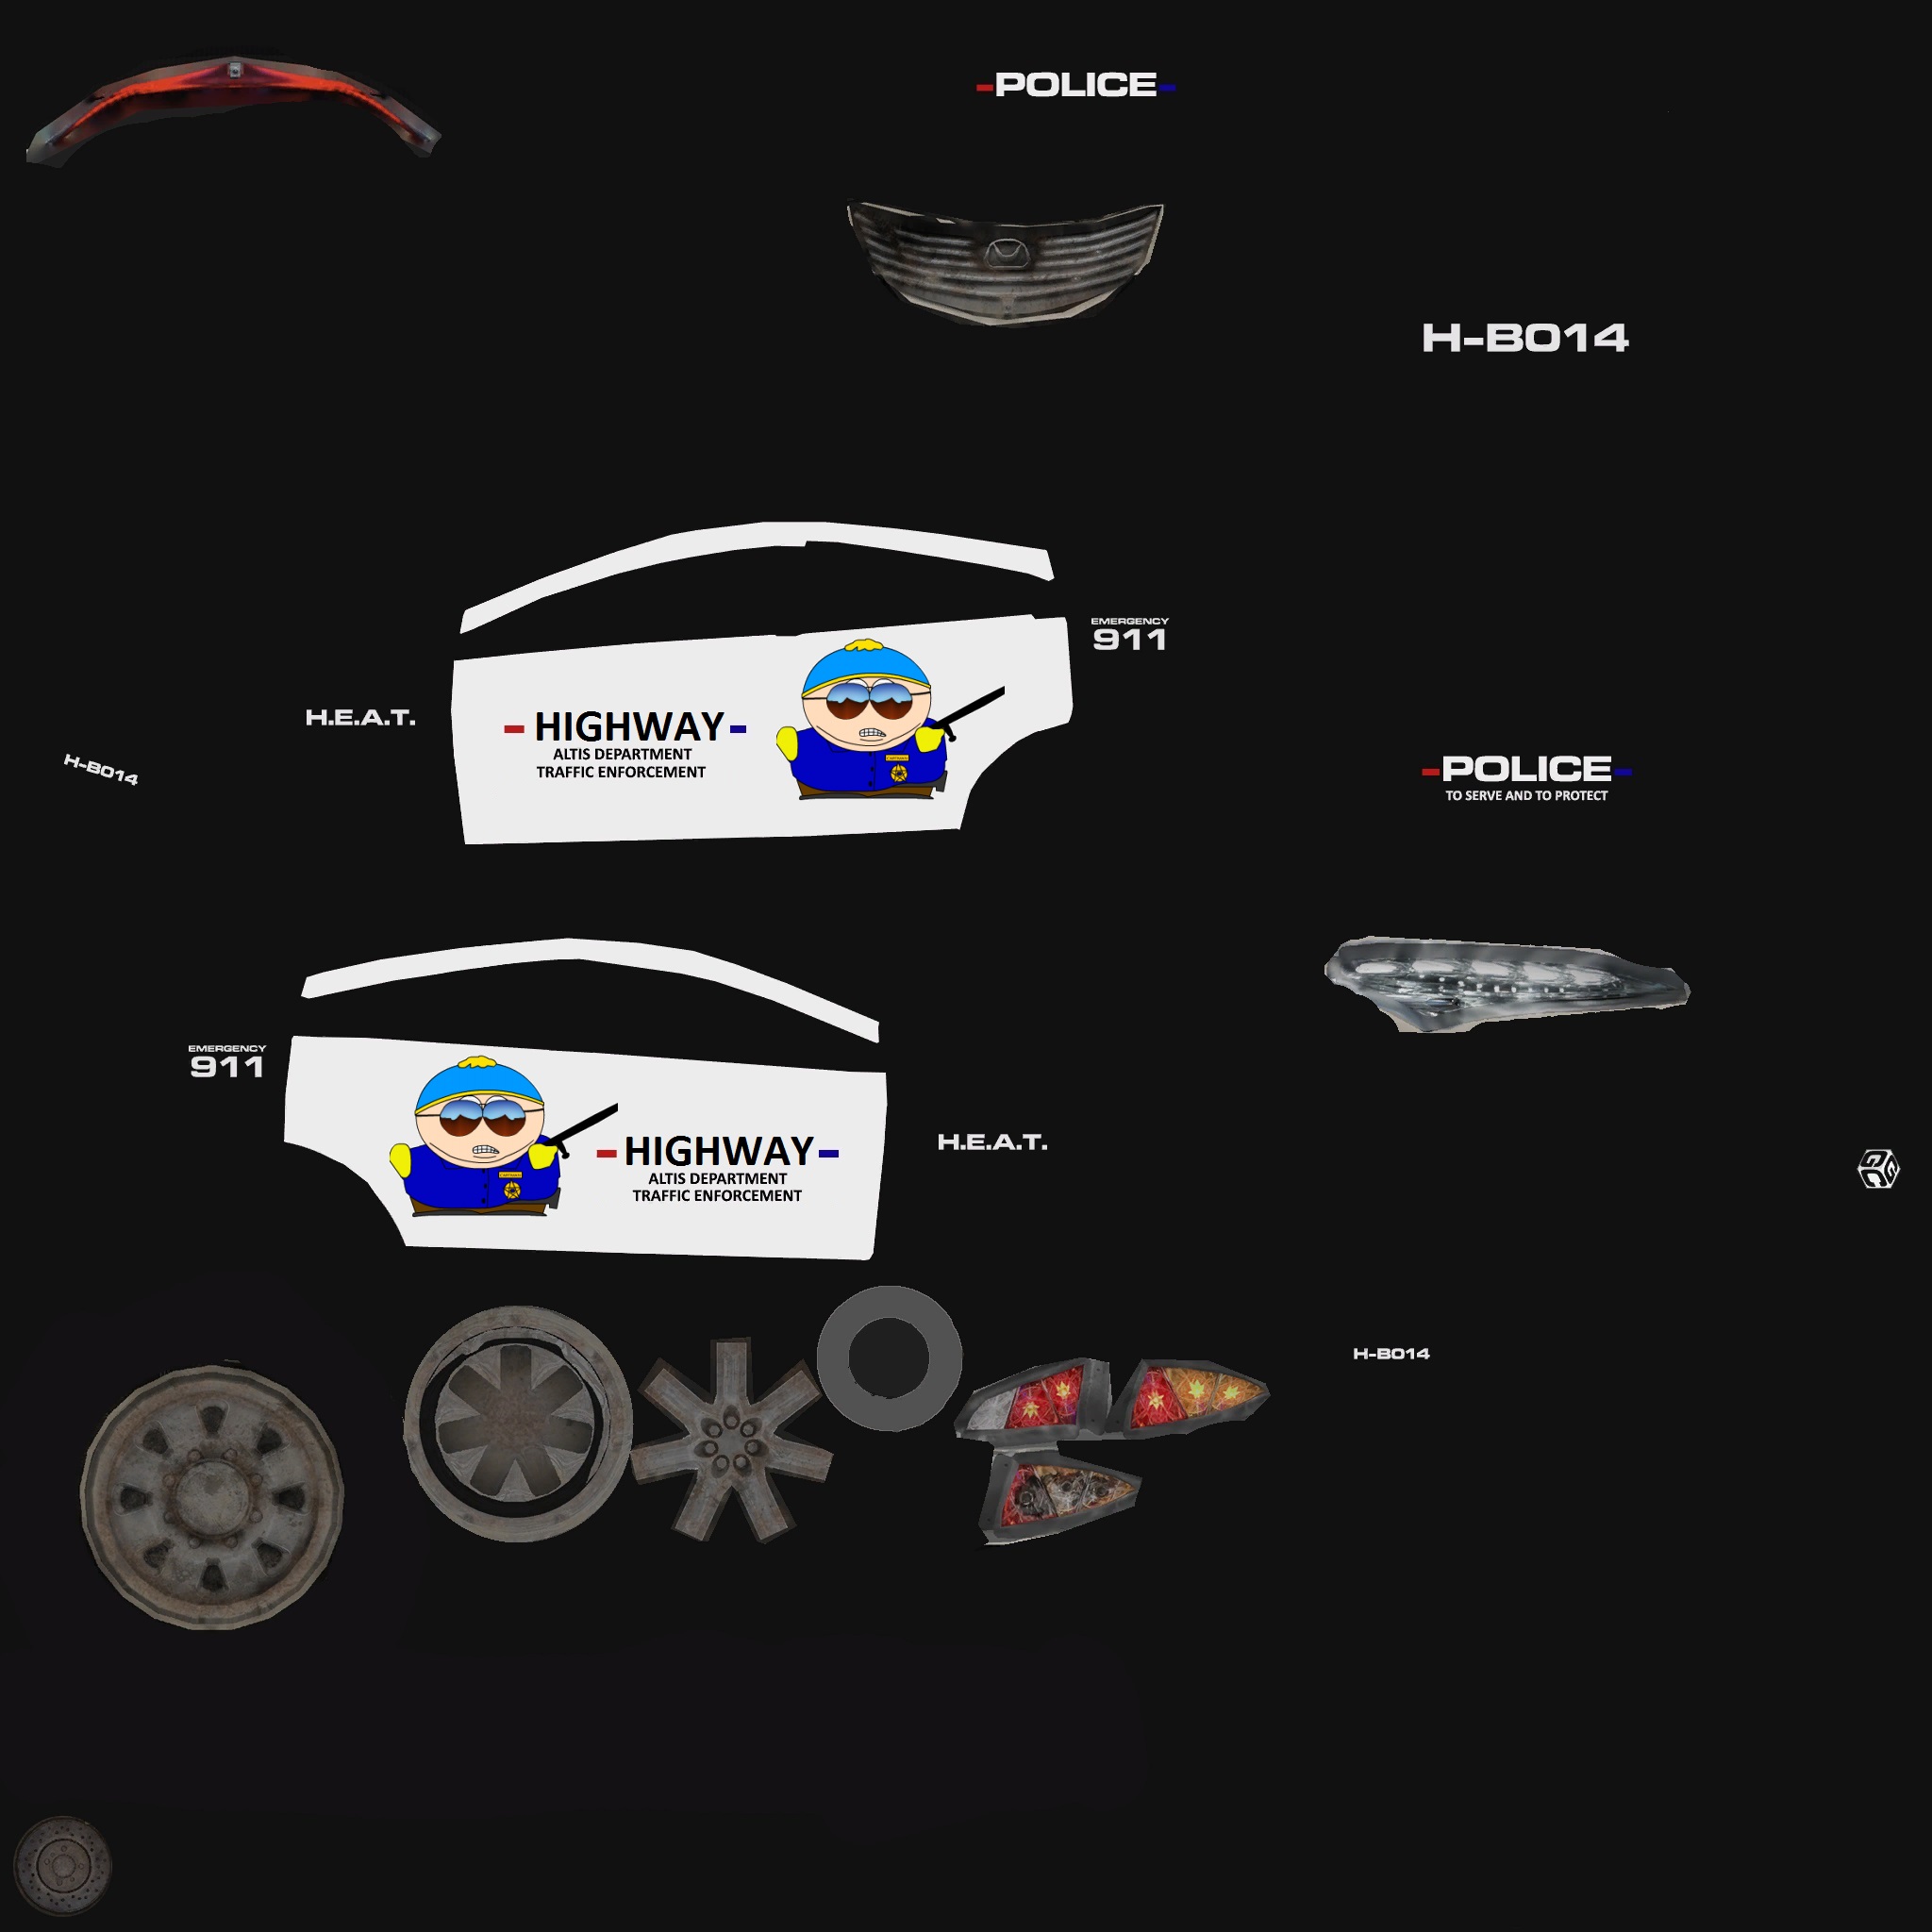 -POLICE-
H-B014
EMERGENCY
911
H.E.A.T.
- HIGHWAY-
ALTIS DEPARTMENT
TRAFFIC ENFORCEMENT
H-B014
-POLICE-
TO SERVE AND TO PROTECT
EMERGENCY
911
-HIGHWAY-
ALTIS DEPARTMENT
TRAFFIC ENFORCEMENT
H.E.A.T.
H-B014